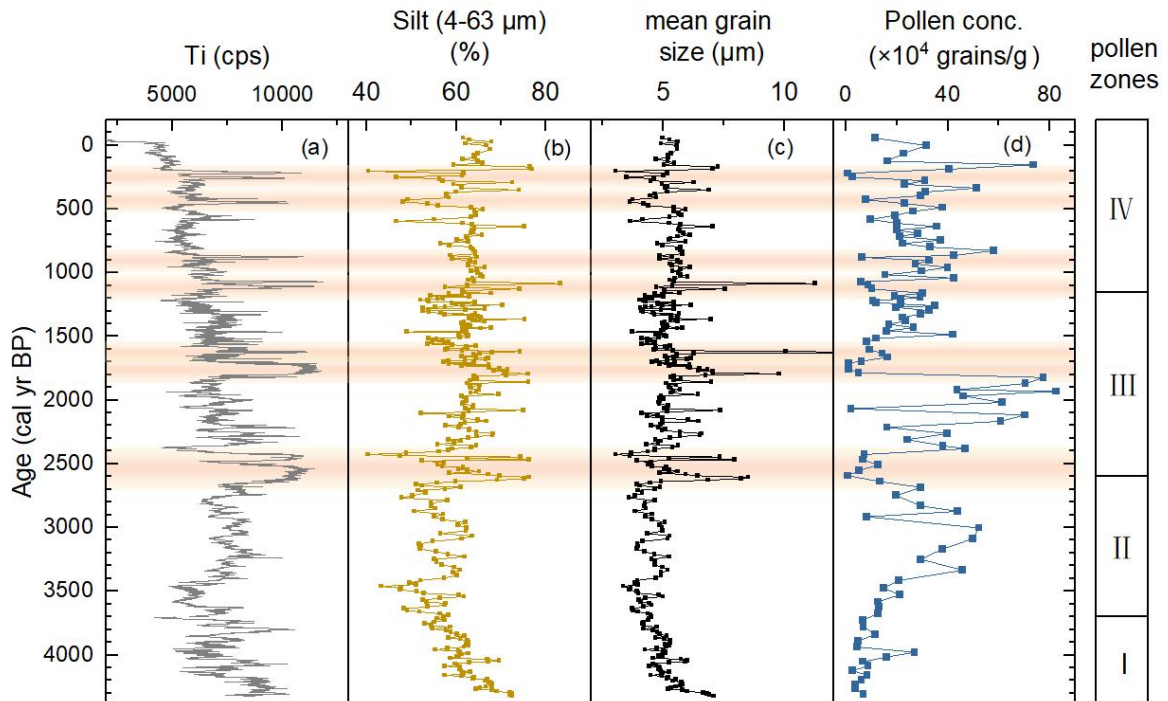 Ti (cps)
5000 10000
Silt (4-63 μm)
(%)
40 60 80
mean grain
size (μm)
5 10
Pollen conc.
(×10⁴ grains/g)
0 40 80
pollen
zones
Age (cal yr BP)
0
500
1000
1500
2000
2500
3000
3500
4000
(a)
(b)
(c)
(d)
IV
III
II
I